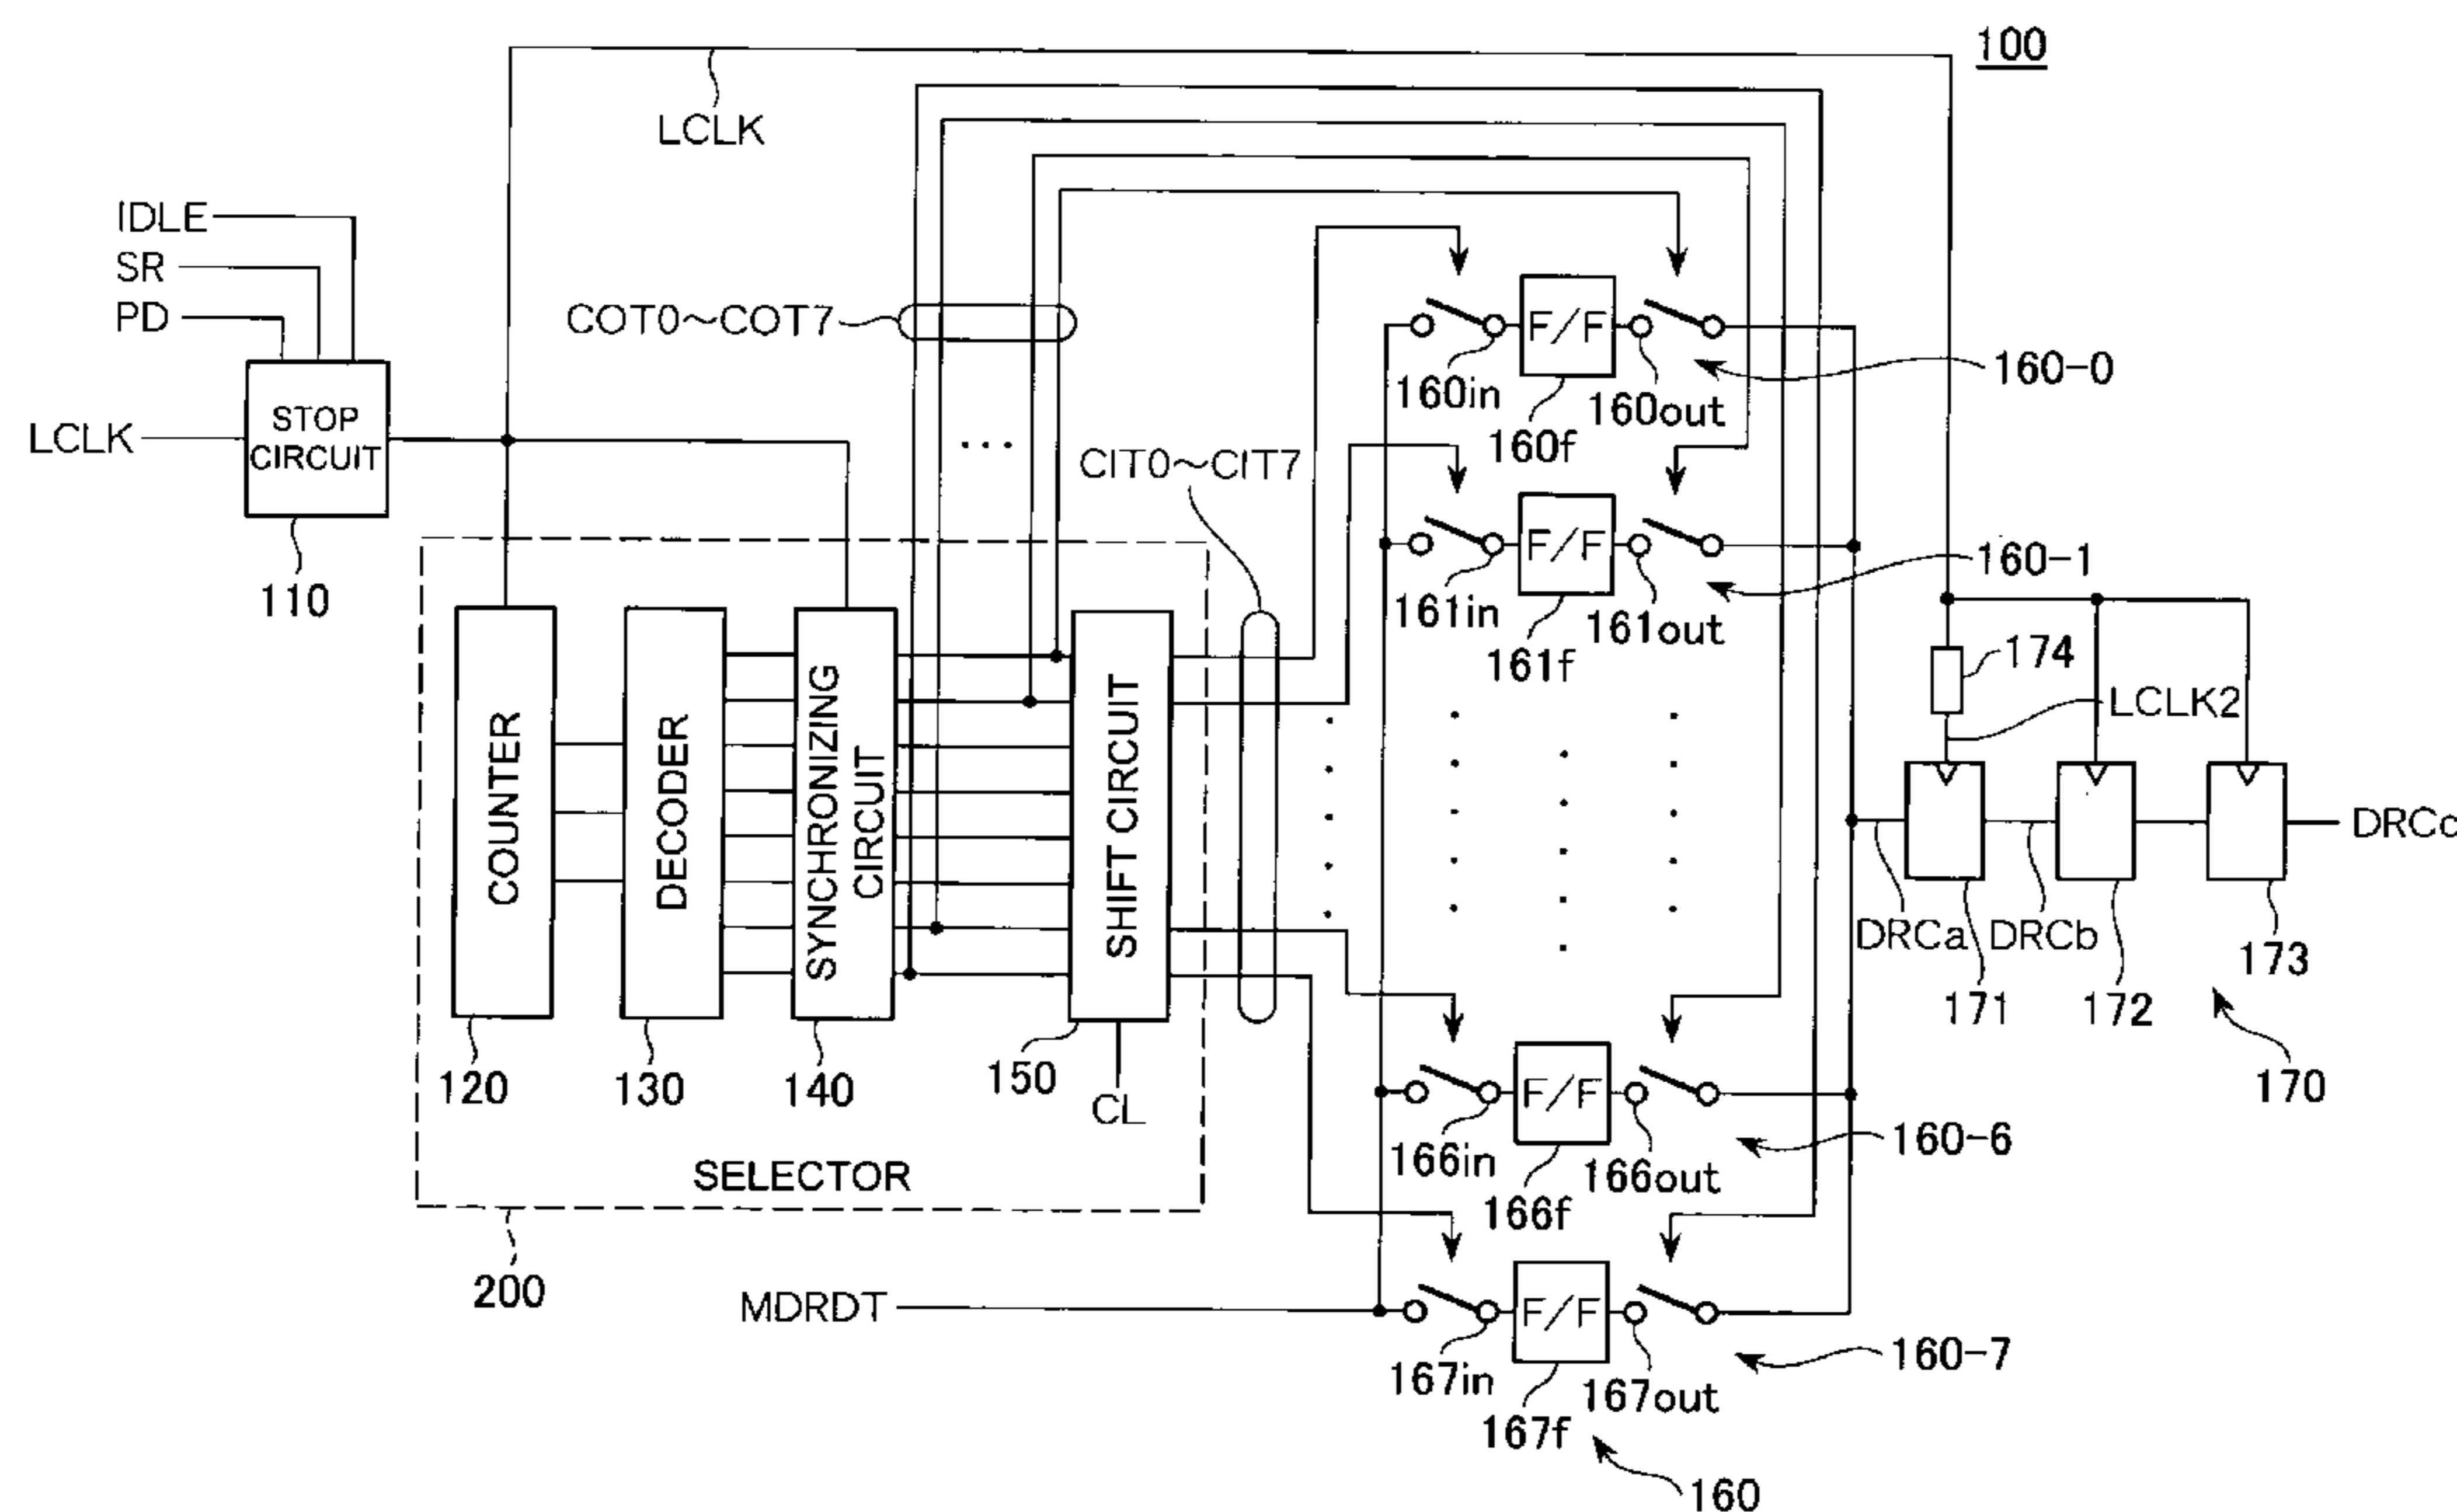 100
LCLK
IDLE
SR
PD
COT0~COT7
LCLK
STOP CIRCUIT
110
CIT0~CIT7
F/F
160in
160f
160out
160-0
F/F
161in
161f
161out
160-1
174
LCLK2
COUNTER
DECODER
SYNCHRONIZING CIRCUIT
SHIFT CIRCUIT
120
130
140
150
CL
SELECTOR
200
DRCa
DRCb
DRCc
171
172
173
170
F/F
166in
166f
166out
160-6
MDRDT
F/F
167in
167f
167out
160-7
160